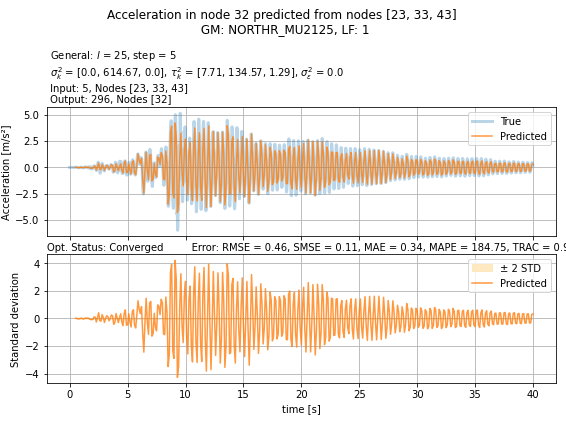 Acceleration in node 32 predicted from nodes [23, 33, 43]
GM: NORTHR_MU2125, LF: 1
General: l = 25, step = 5
σ²ₖ = [0.0, 614.67, 0.0], τ²ₖ = [7.71, 134.57, 1.29], σ²ε = 0.0
Input: 5, Nodes [23, 33, 43]
Output: 296, Nodes [32]
Acceleration [m/s²]
5.0
2.5
0.0
−2.5
−5.0
True
Predicted
Opt. Status: Converged Error: RMSE = 0.46, SMSE = 0.11, MAE = 0.34, MAPE = 184.75, TRAC = 0.9
Standard deviation
4
2
0
−2
−4
± 2 STD
Predicted
0 5 10 15 20 25 30 35 40
time [s]